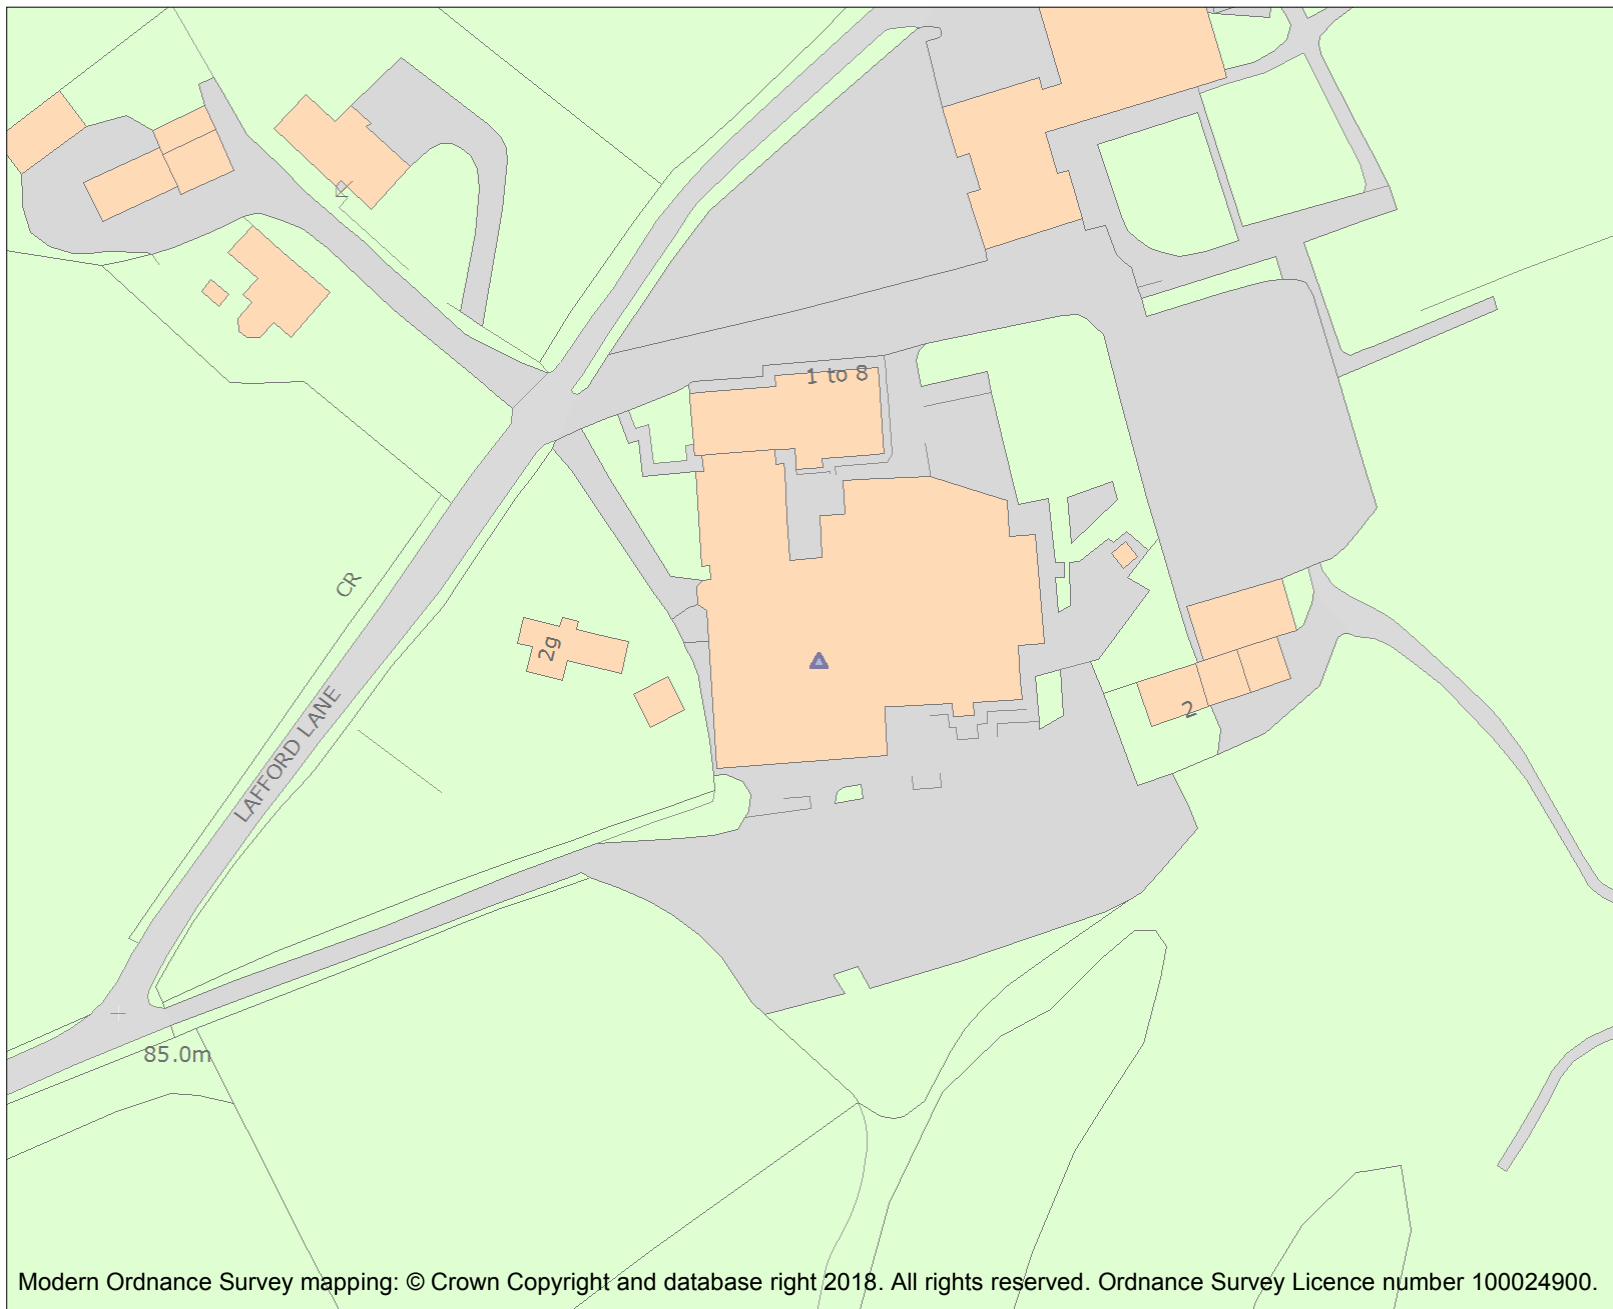 1 to 8
CR
2g
LAFFORD LANE
2
85.0m
Modern Ordnance Survey mapping: © Crown Copyright and database right 2018. All rights reserved. Ordnance Survey Licence number 100024900.